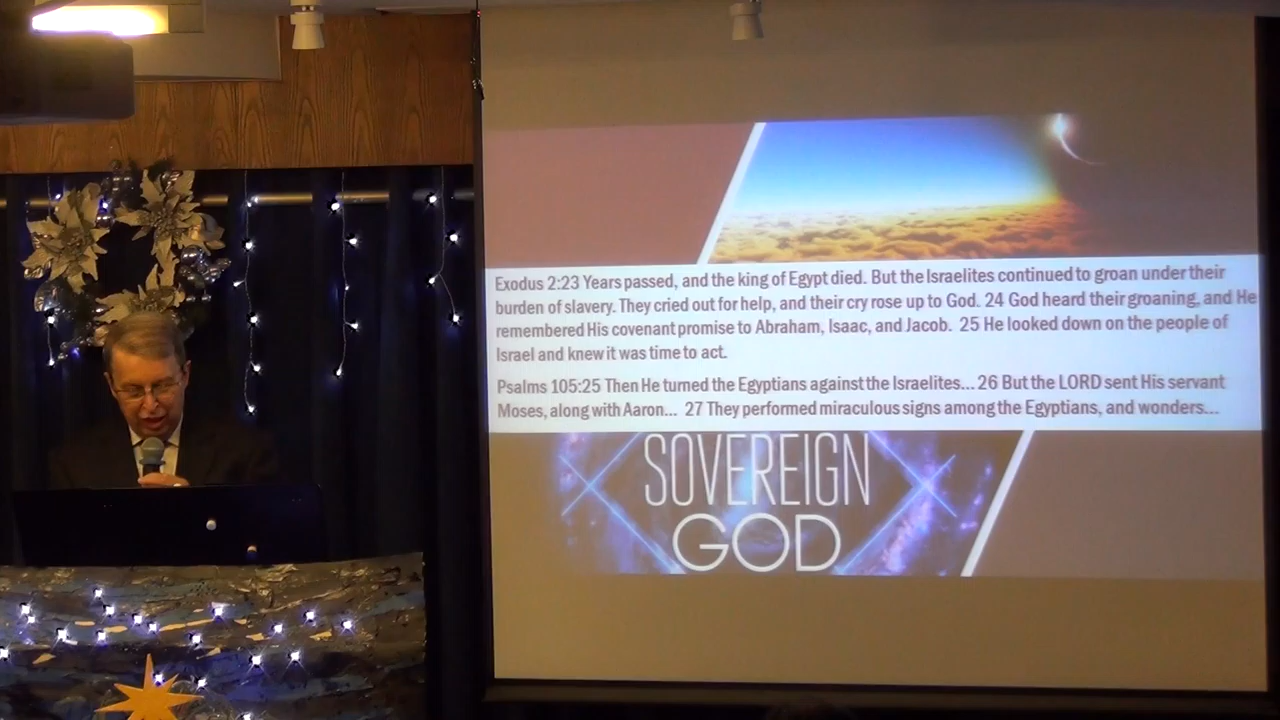 Exodus 2:23 Years passed, and the king of Egypt died. But the Israelites continued to groan under their
burden of slavery. They cried out for help, and their cry rose up to God. 24 God heard their groaning, and He
remembered His covenant promise to Abraham, Isaac, and Jacob. 25 He looked down on the people of
Israel and knew it was time to act.
Psalms 105:25 Then He turned the Egyptians against the Israelites... 26 But the LORD sent His servant
Moses, along with Aaron... 27 They performed miraculous signs among the Egyptians, and wonders...
SOVEREIGN
GOD